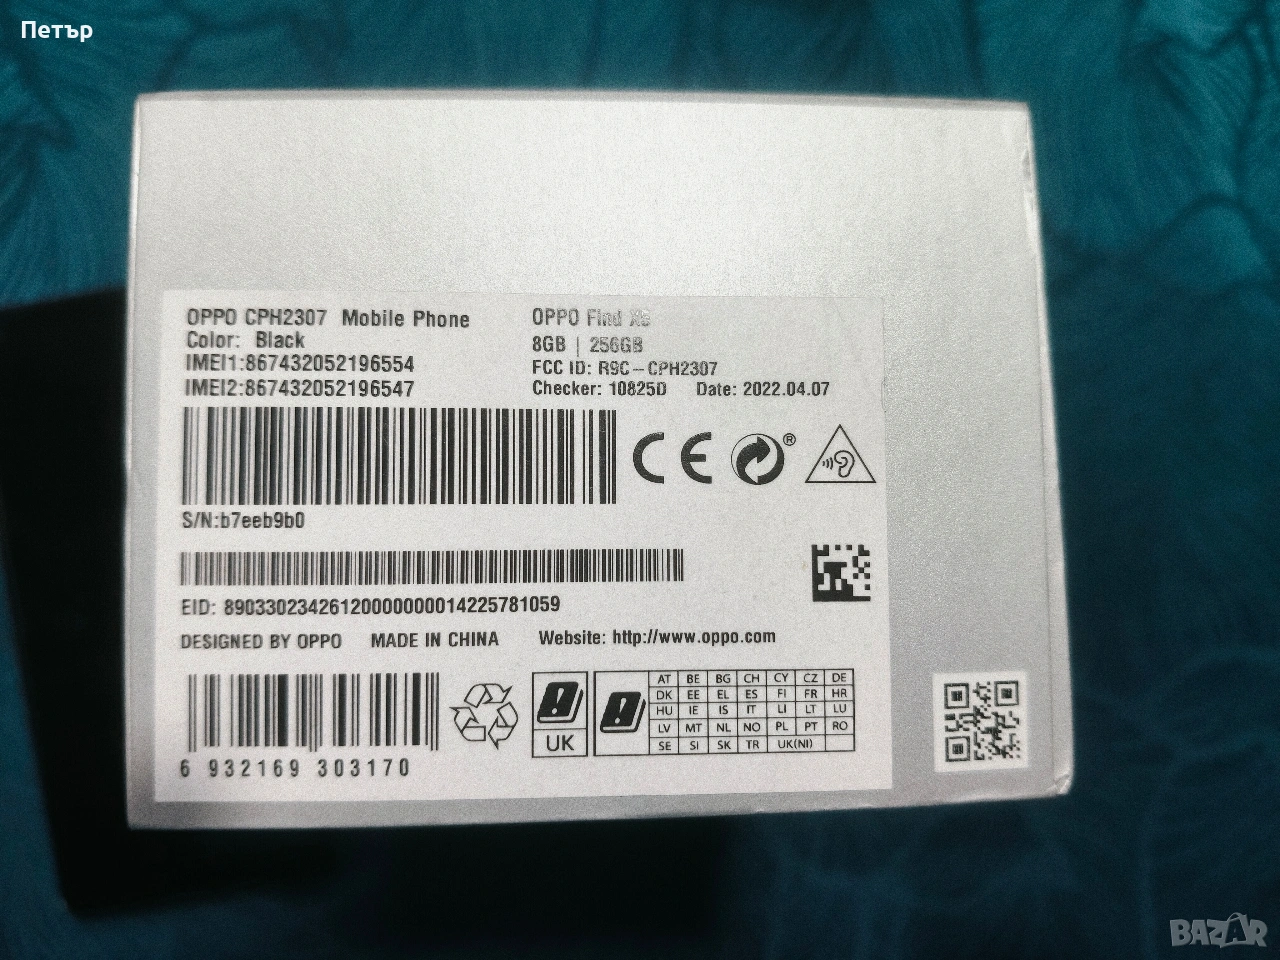 Петър
OPPO CPH2307 Mobile Phone
Color: Black
IMEI1:867432052196554
IMEI2:867432052196547
OPPO Find X5
8GB | 256GB
FCC ID: R9C-CPH2307
Checker: 10825D Date: 2022.04.07
CE
®
S/N:b7eeb9b0
EID: 89033023426120000000014225781059
DESIGNED BY OPPO MADE IN CHINA Website: http://www.oppo.com
6 932169 303170
UK
AT BE BG CH CY CZ DE
DK EE EL ES FI FR HR
HU IE IS IT LI LT LU
LV MT NL NO PL PT RO
SE SI SK TR UK(NI)
BAZAR